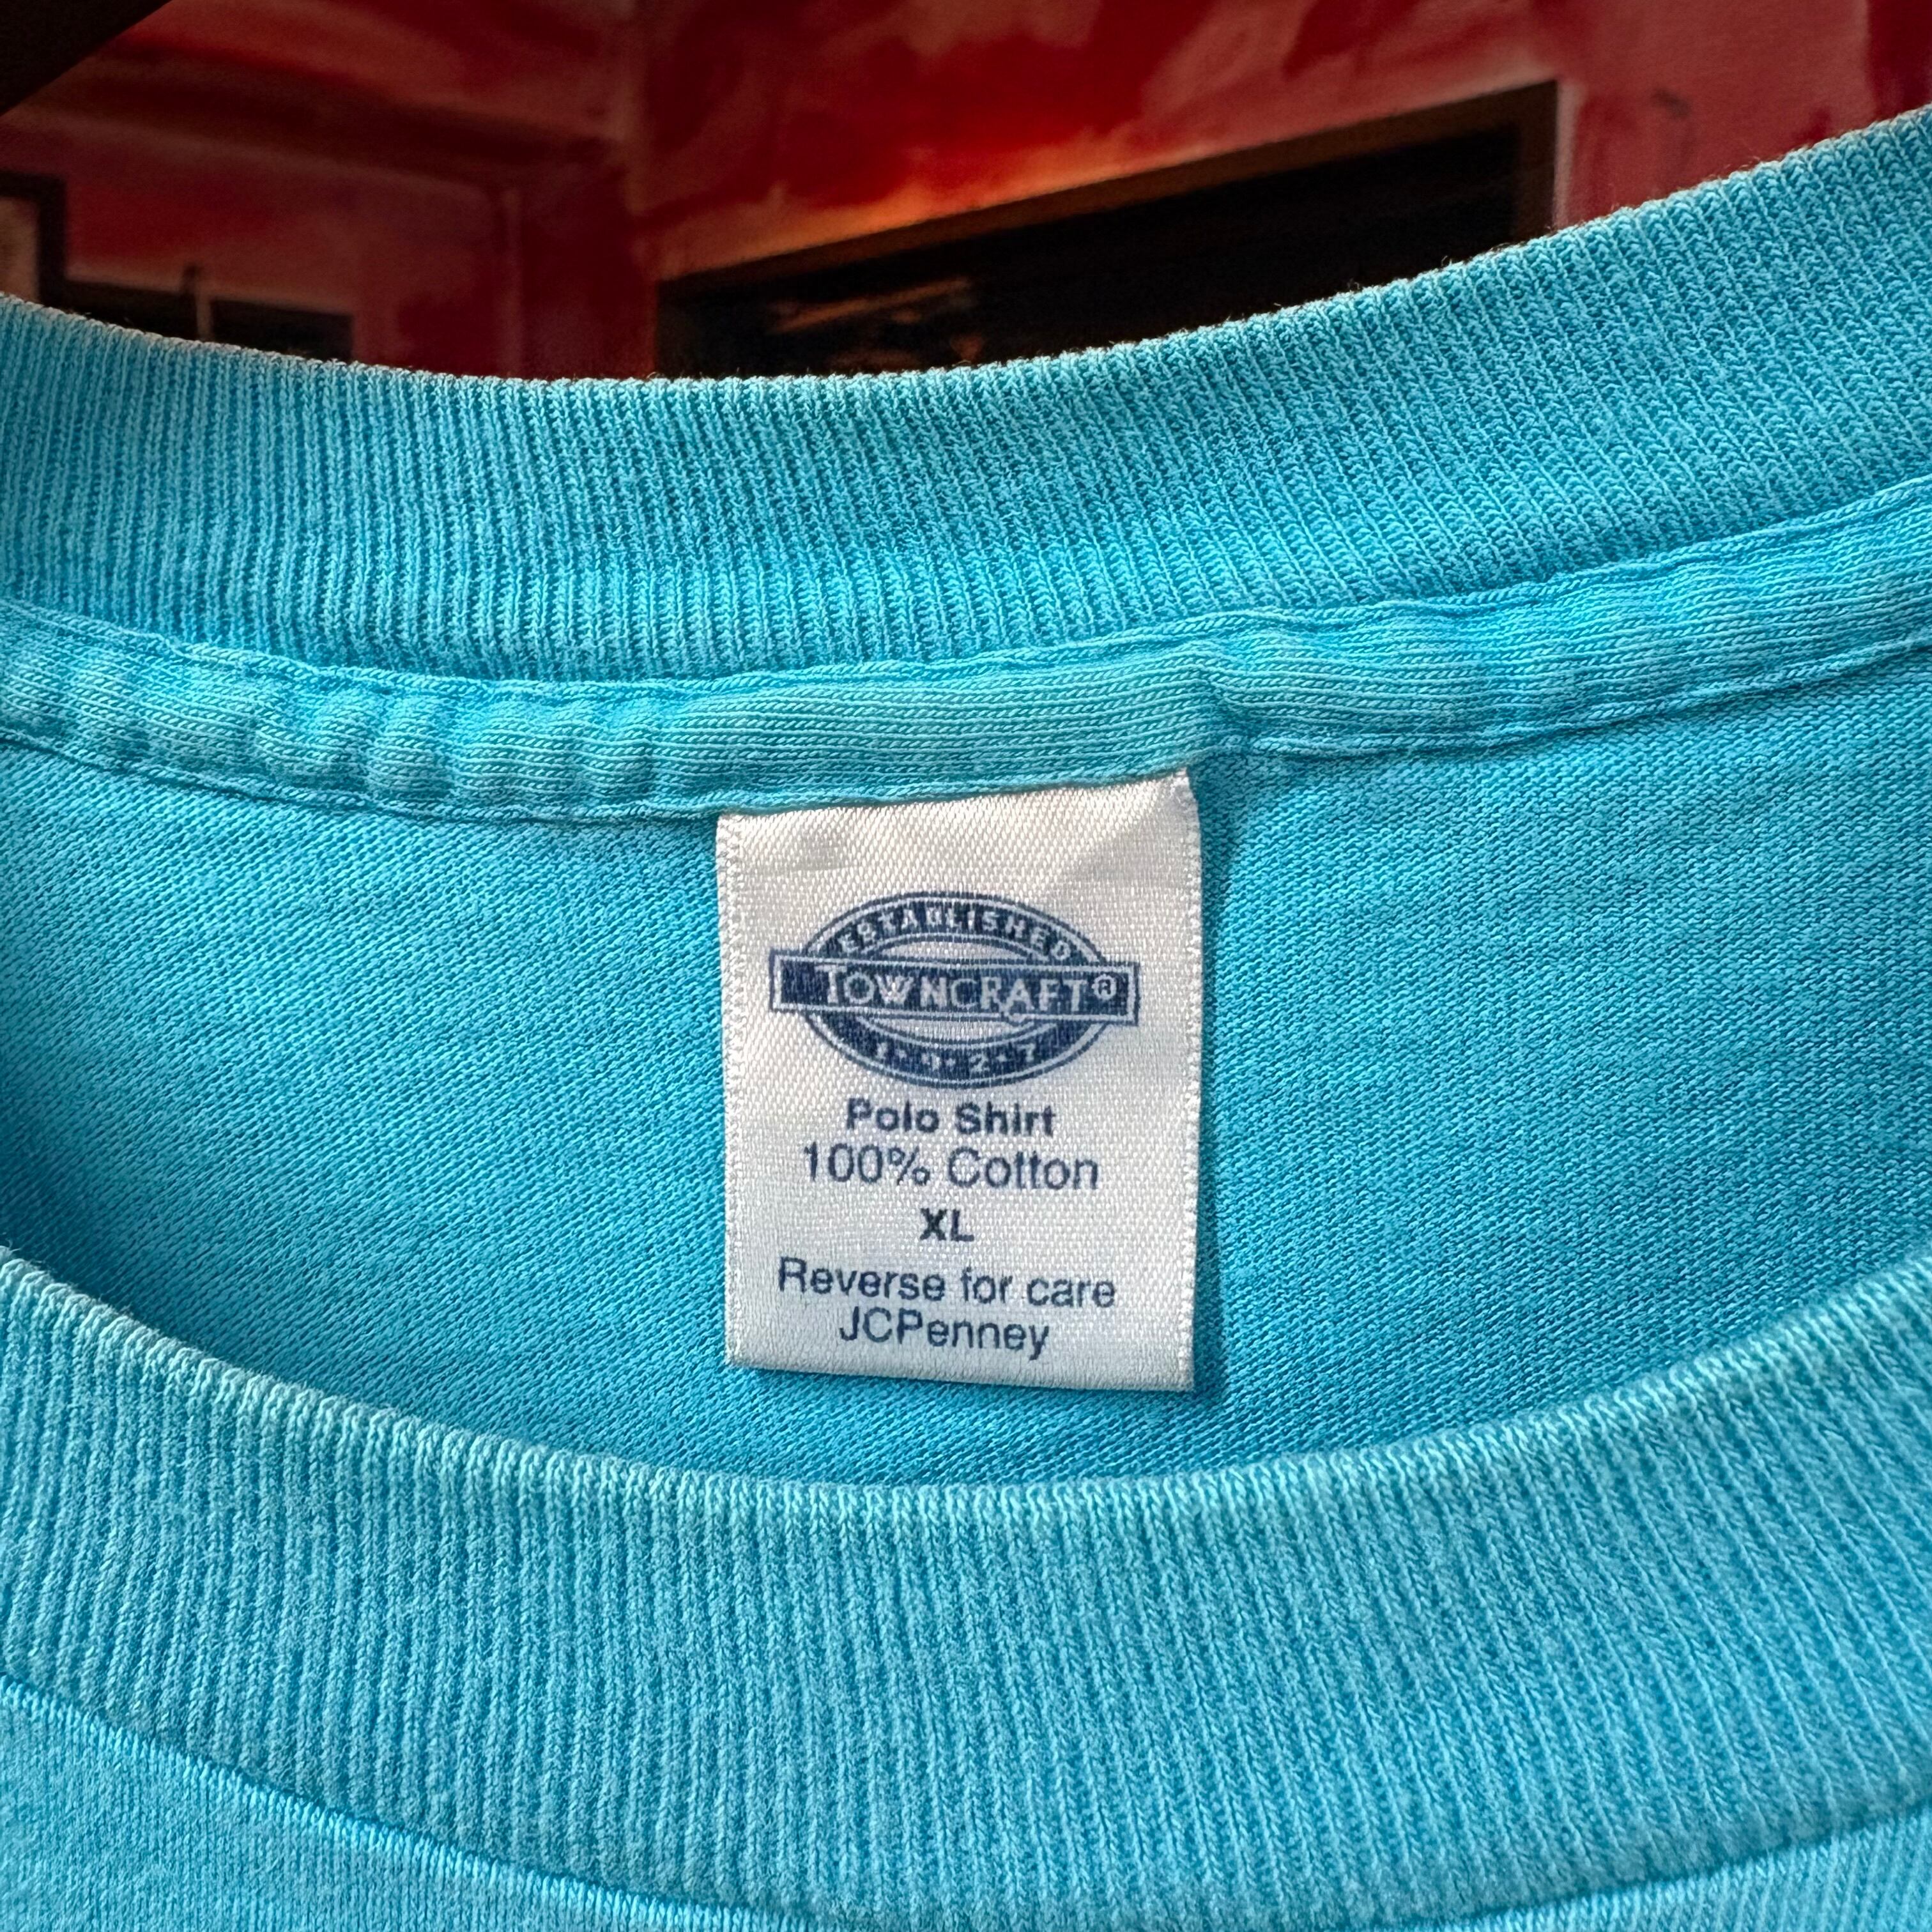 ESTABLISHED
TOWNCRAFT®
1•9•2•7
Polo Shirt
100% Cotton
XL
Reverse for care
JCPenney